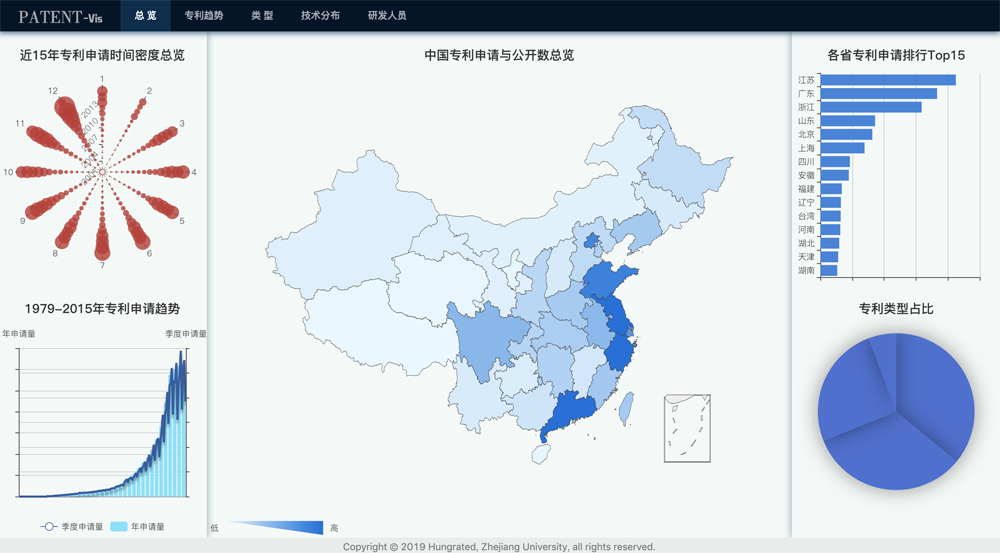 PATENT-Vis
总 览
专利趋势
类 型
技术分布
研发人员
近15年专利申请时间密度总览
1
2
3
4
5
6
7
8
9
10
11
12
2013
2010
1979-2015年专利申请趋势
年申请量
季度申请量
季度申请量
年申请量
中国专利申请与公开数总览
低
高
各省专利申请排行Top15
江苏
广东
浙江
山东
北京
上海
四川
安徽
福建
辽宁
台湾
河南
湖北
天津
湖南
专利类型占比
Copyright © 2019 Hungrated, Zhejiang University, all rights reserved.